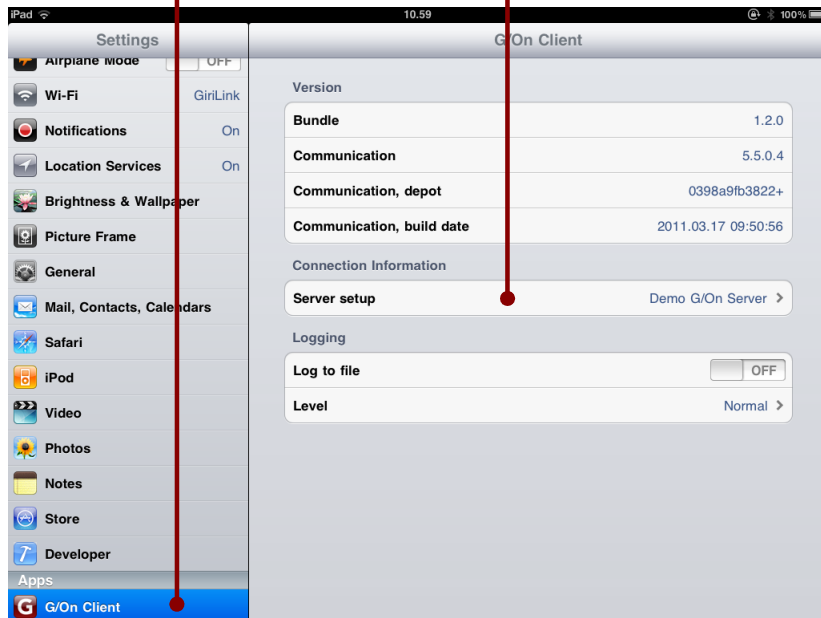 iPad
10.59
100%
Settings
Airplane Mode OFF
Wi-Fi GiriLink
Notifications On
Location Services On
Brightness & Wallpaper
Picture Frame
General
Mail, Contacts, Calendars
Safari
iPod
Video
Photos
Notes
Store
Developer
Apps
G G/On Client
G/On Client
Version
Bundle 1.2.0
Communication 5.5.0.4
Communication, depot 0398a9fb3822+
Communication, build date 2011.03.17 09:50:56
Connection Information
Server setup Demo G/On Server
Logging
Log to file OFF
Level Normal